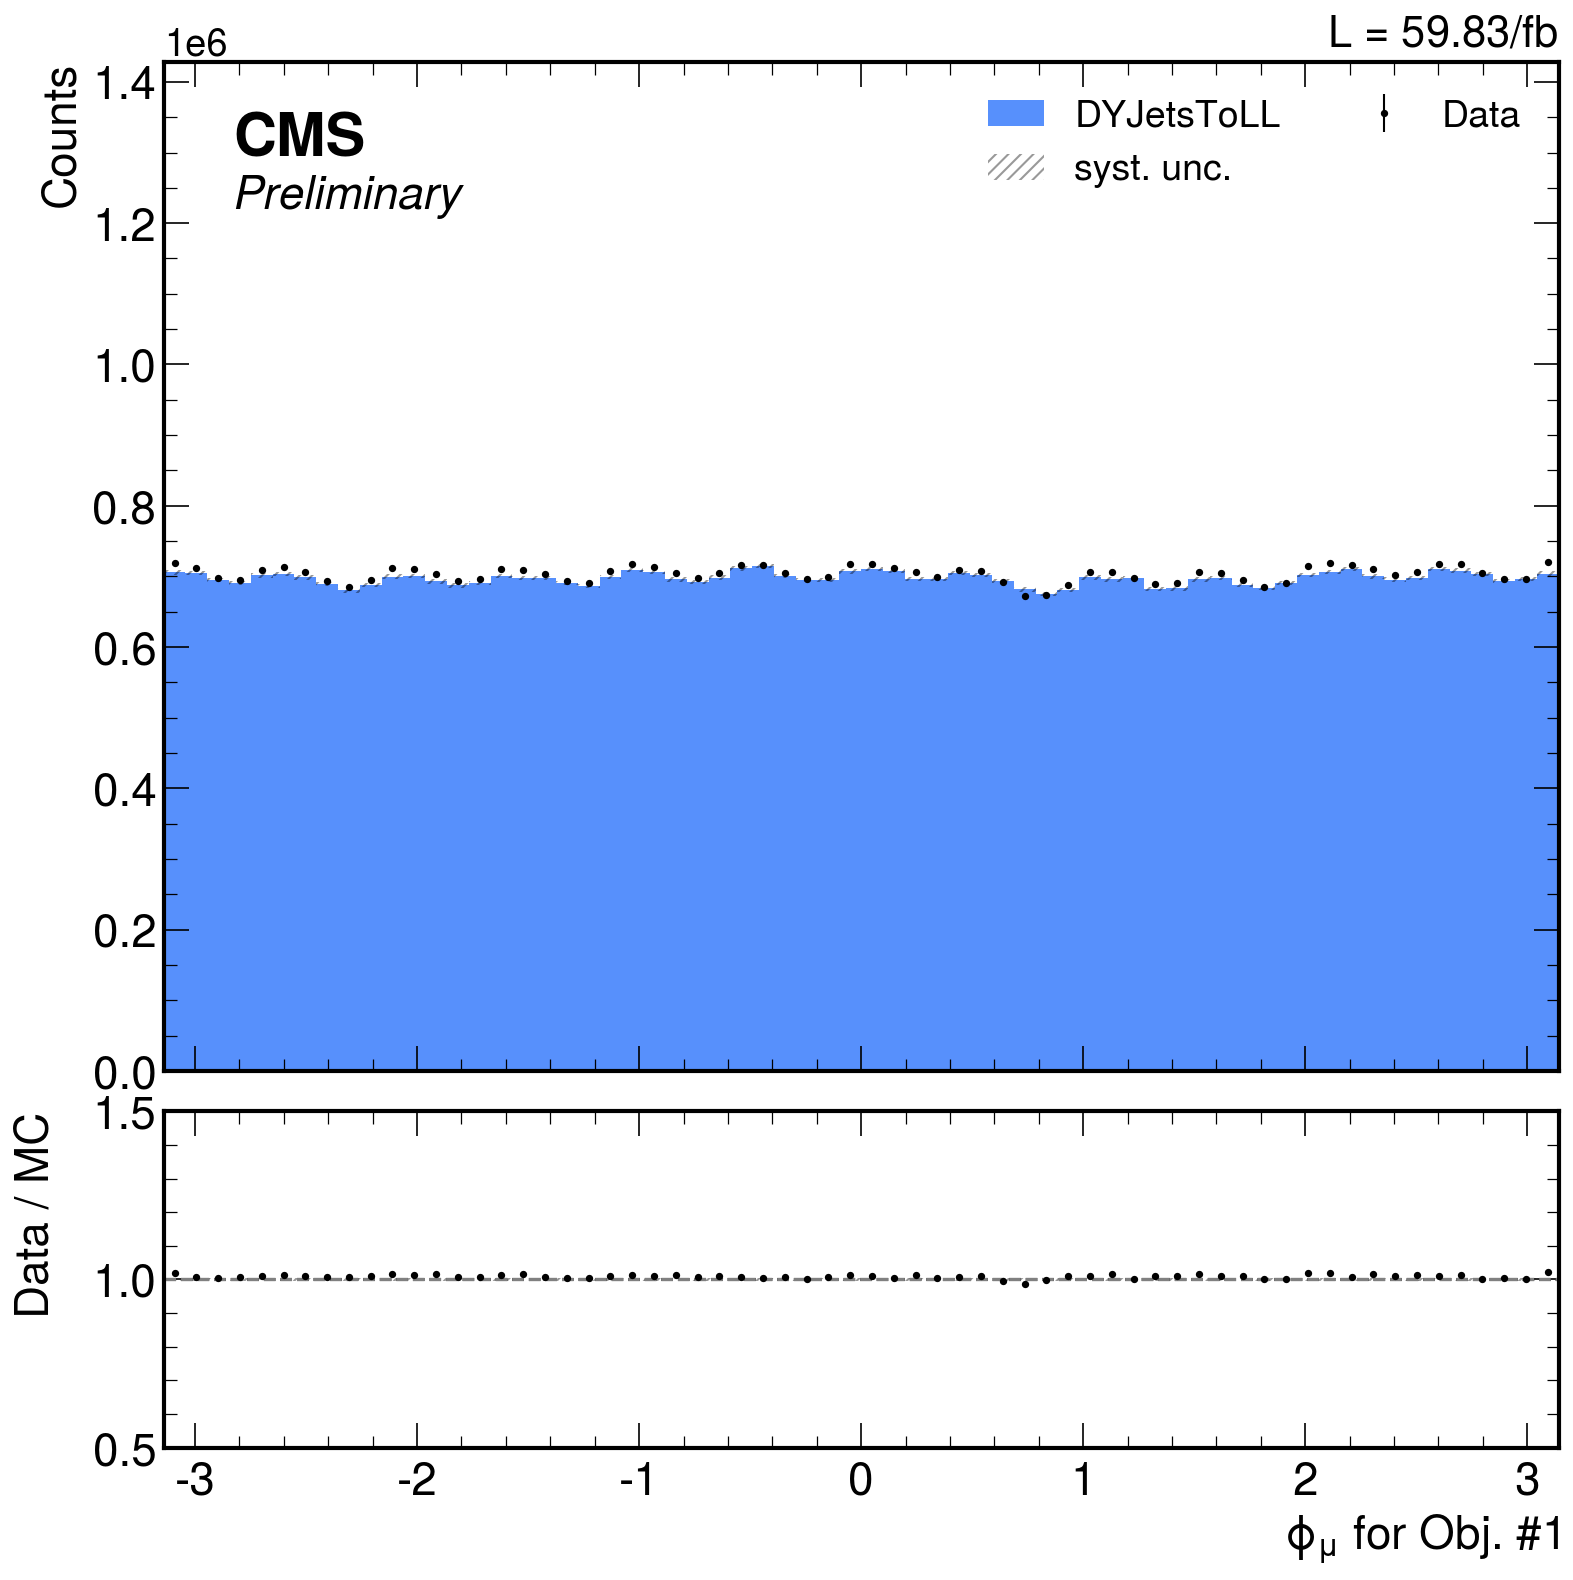 1e6
L = 59.83/fb
Counts
1.4
1.2
1.0
0.8
0.6
0.4
0.2
0.0
CMS
Preliminary
DYJetsToLL
Data
syst. unc.
Data / MC
1.5
1.0
0.5
-3 -2 -1 0 1 2 3
ϕμ for Obj. #1